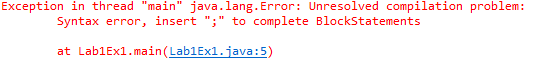 Exception in thread "main" java.lang.Error: Unresolved compilation problem:
Syntax error, insert ";" to complete BlockStatements
at Lab1Ex1.main(Lab1Ex1.java:5)